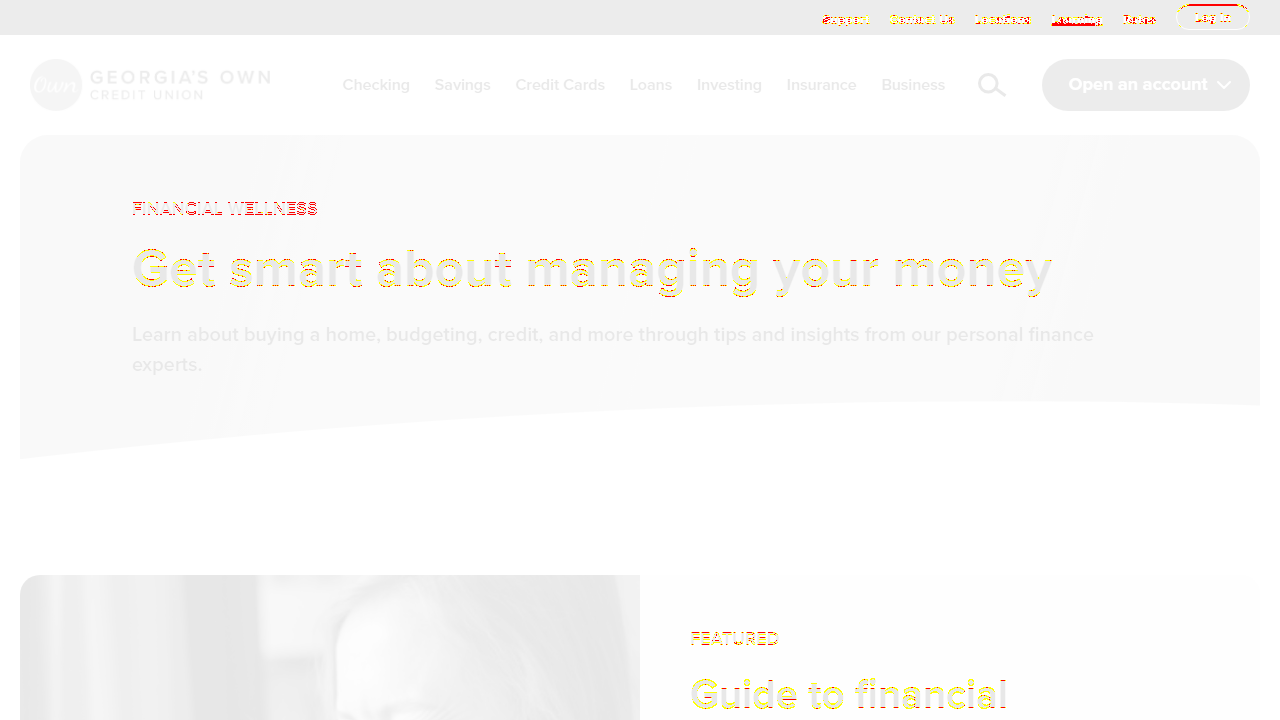 Support Contact Us Locations Learning Rates Log In
Own GEORGIA'S OWN
CREDIT UNION
Checking Savings Credit Cards Loans Investing Insurance Business Open an account
FINANCIAL WELLNESS
Get smart about managing your money
Learn about buying a home, budgeting, credit, and more through tips and insights from our personal finance
experts.
FEATURED
Guide to financial